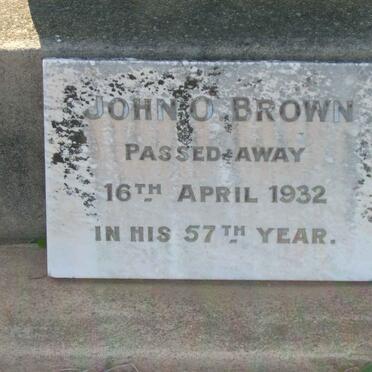 JOHN O. BROWN
PASSED AWAY
16TH APRIL 1932
IN HIS 57TH YEAR.